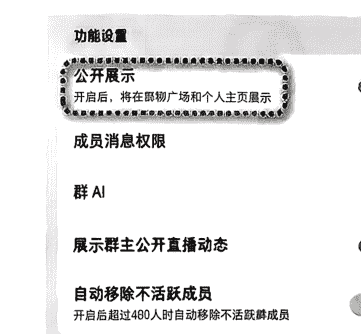 功能设置
公开展示
开启后，将在部物广场和个人主页展示
成员消息权限
群 AI
展示群主公开直播动态
自动移除不活跃成员
开启后超过480人时自动移除不活跃群成员